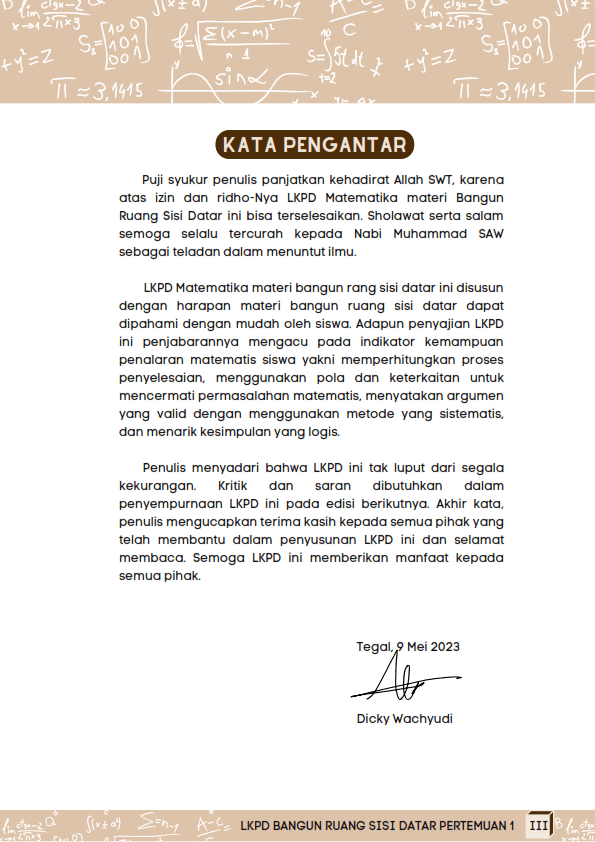 KATA PENGANTAR
Puji syukur penulis panjatkan kehadirat Allah SWT, karena
atas izin dan ridho-Nya LKPD Matematika materi Bangun
Ruang Sisi Datar ini bisa terselesaikan. Sholawat serta salam
semoga selalu tercurah kepada Nabi Muhammad SAW
sebagai teladan dalam menuntut ilmu.
LKPD Matematika materi bangun rang sisi datar ini disusun
dengan harapan materi bangun ruang sisi datar dapat
dipahami dengan mudah oleh siswa. Adapun penyajian LKPD
ini penjabarannya mengacu pada indikator kemampuan
penalaran matematis siswa yakni memperhitungkan proses
penyelesaian, menggunakan pola dan keterkaitan untuk
mencermati permasalahan matematis, menyatakan argumen
yang valid dengan menggunakan metode yang sistematis,
dan menarik kesimpulan yang logis.
Penulis menyadari bahwa LKPD ini tak luput dari segala
kekurangan. Kritik dan saran dibutuhkan dalam
penyempurnaan LKPD ini pada edisi berikutnya. Akhir kata,
penulis mengucapkan terima kasih kepada semua pihak yang
telah membantu dalam penyusunan LKPD ini dan selamat
membaca. Semoga LKPD ini memberikan manfaat kepada
semua pihak.
Tegal, 9 Mei 2023
Dicky Wachyudi
LKPD BANGUN RUANG SISI DATAR PERTEMUAN 1 III